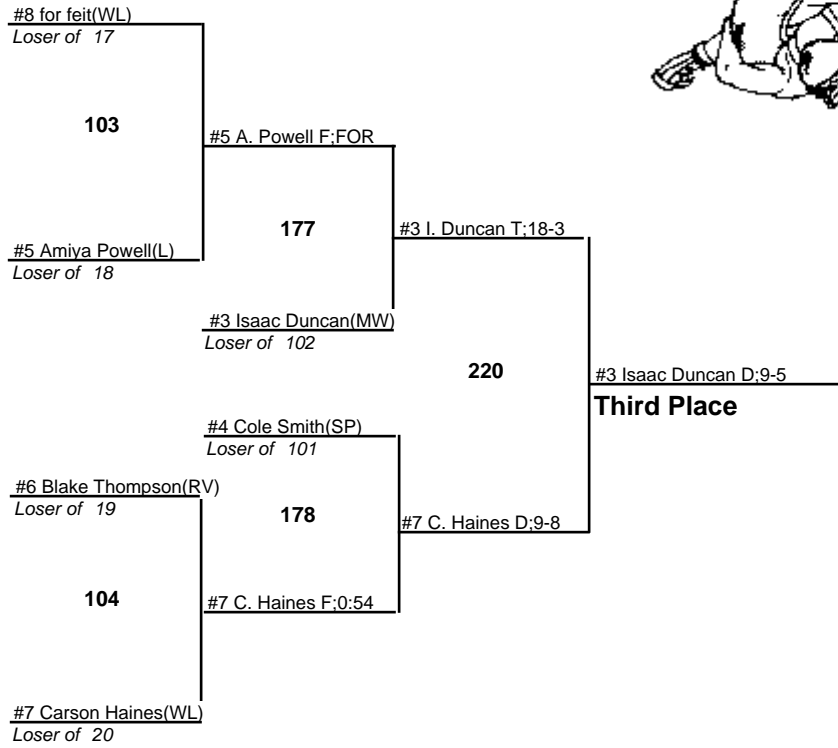 #8 for feit(WL)
Loser of 17
103
#5 A. Powell F;FOR
177
#3 I. Duncan T;18-3
#5 Amiya Powell(L)
Loser of 18
#3 Isaac Duncan(MW)
Loser of 102
220
#3 Isaac Duncan D;9-5
Third Place
#4 Cole Smith(SP)
Loser of 101
#6 Blake Thompson(RV)
Loser of 19
178
#7 C. Haines D;9-8
104
#7 C. Haines F;0:54
#7 Carson Haines(WL)
Loser of 20